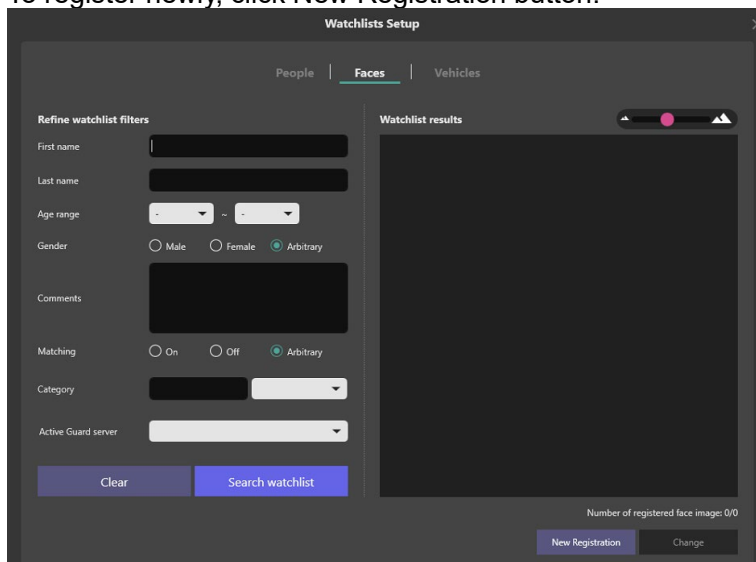 To register newly, click New Registration button.
Watchlists Setup
People | Faces | Vehicles
Refine watchlist filters
First name
Last name
Age range - ~ -
Gender Male Female Arbitrary
Comments
Matching On Off Arbitrary
Category
Active Guard server
Clear Search watchlist
Watchlist results
Number of registered face image: 0/0
New Registration Change